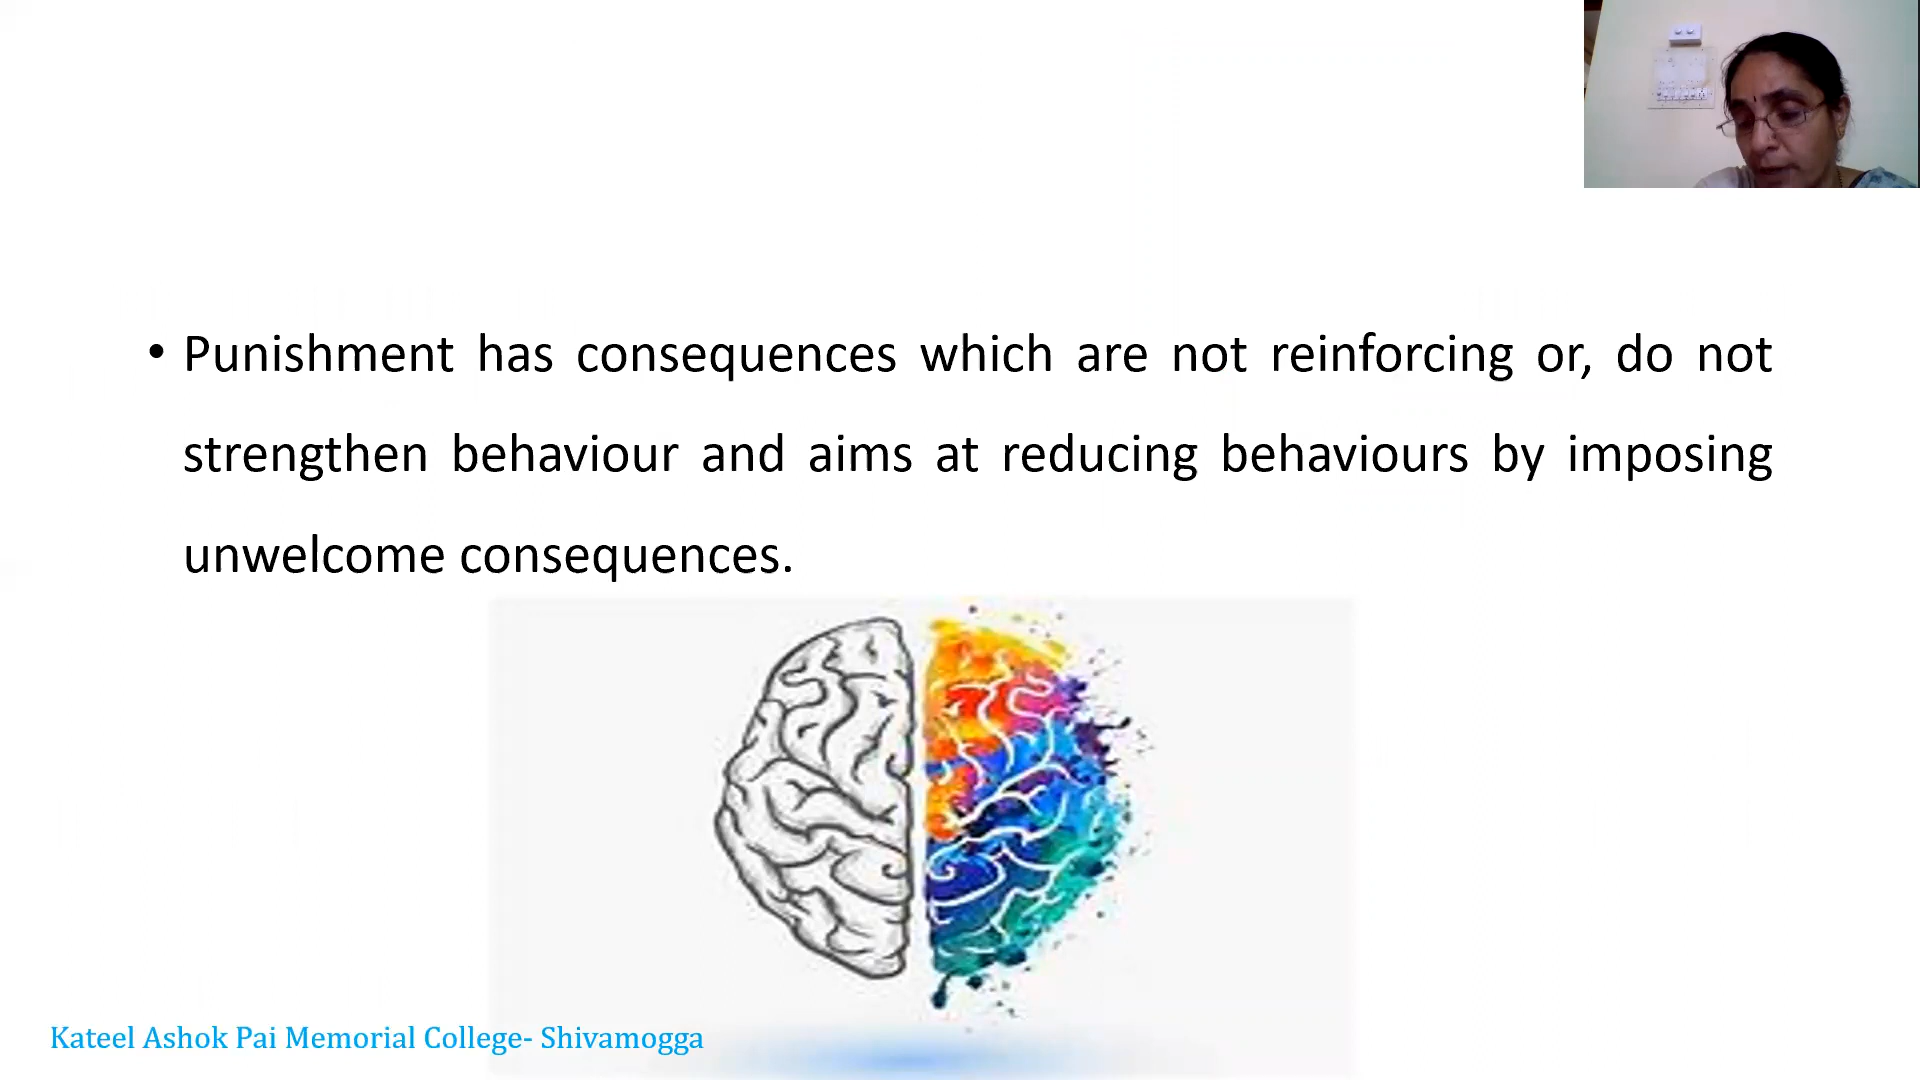 • Punishment has consequences which are not reinforcing or, do not
strengthen behaviour and aims at reducing behaviours by imposing
unwelcome consequences.
Kateel Ashok Pai Memorial College- Shivamogga